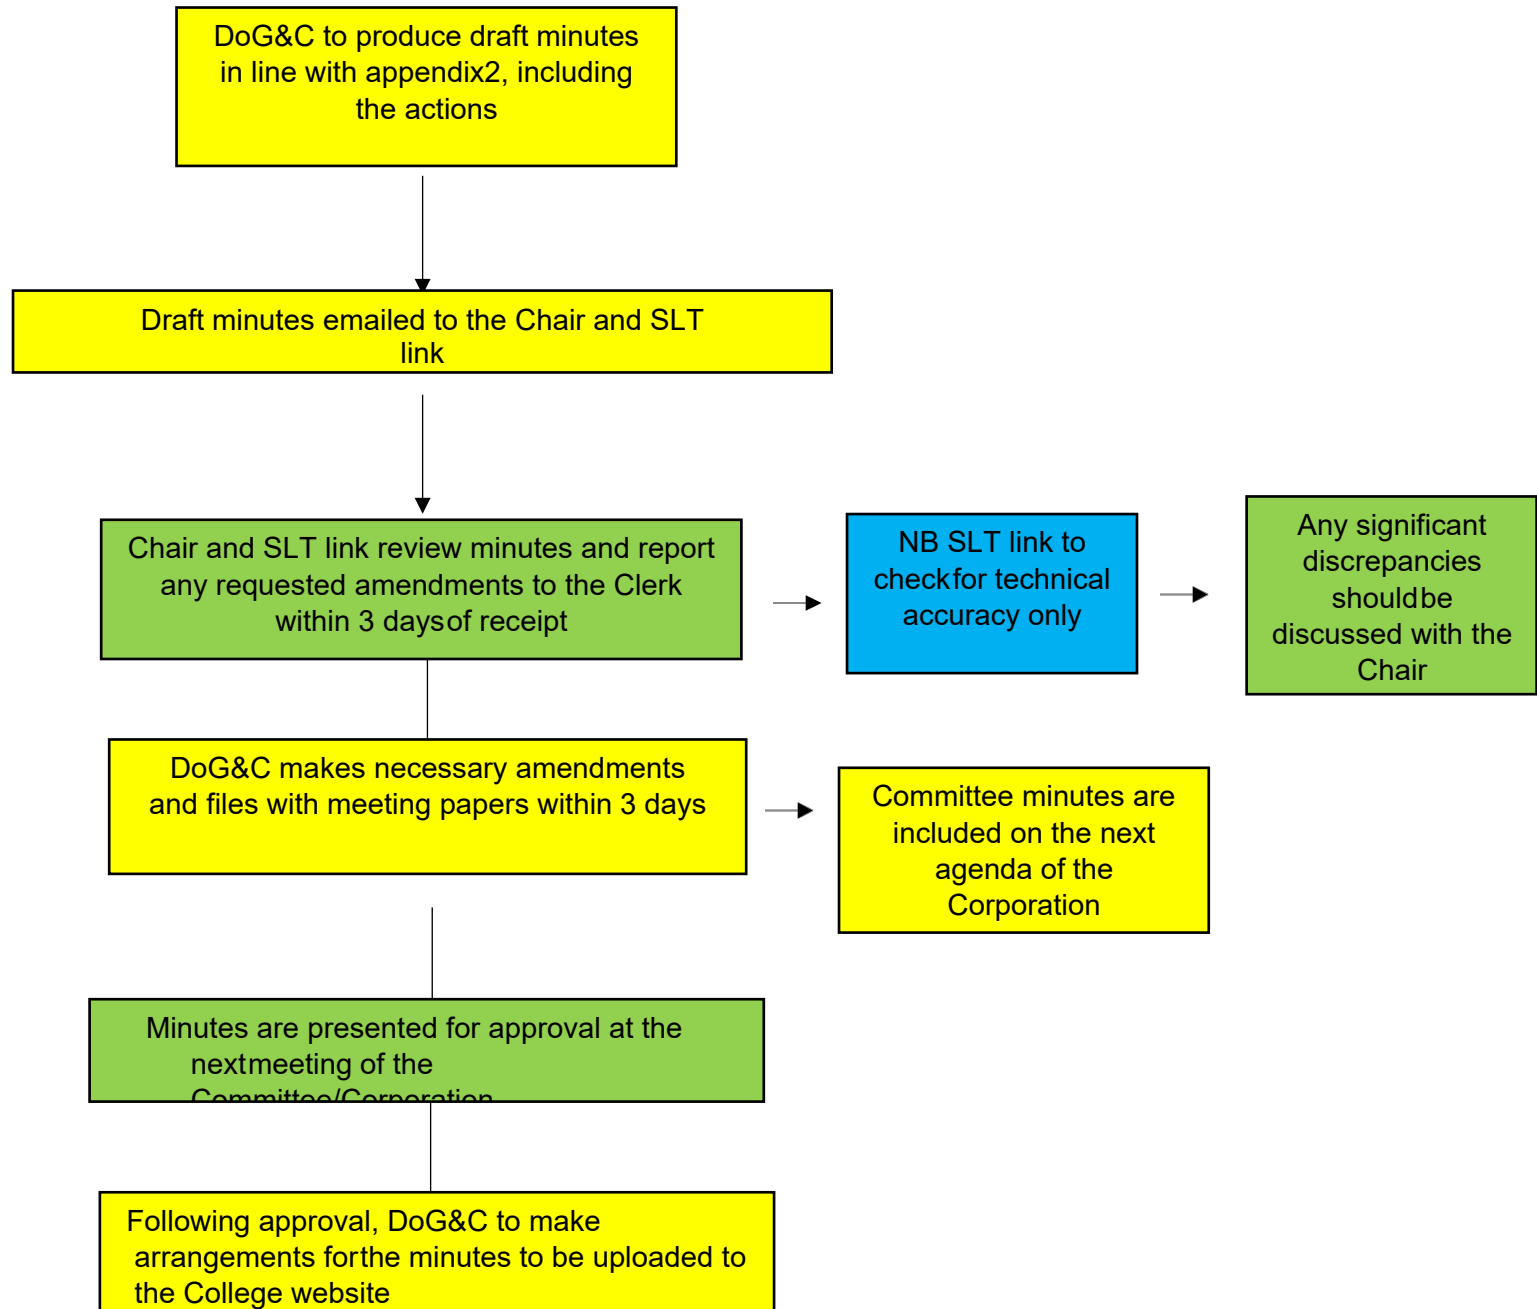 DoG&C to produce draft minutes
in line with appendix2, including
the actions
Draft minutes emailed to the Chair and SLT
link
Chair and SLT link review minutes and report
any requested amendments to the Clerk
within 3 daysof receipt
NB SLT link to
checkfor technical
accuracy only
Any significant
discrepancies
shouldbe
discussed with the
Chair
DoG&C makes necessary amendments
and files with meeting papers within 3 days
Committee minutes are
included on the next
agenda of the
Corporation
Minutes are presented for approval at the
nextmeeting of the
Committee/Corporation
Following approval, DoG&C to make
arrangements forthe minutes to be uploaded to
the College website